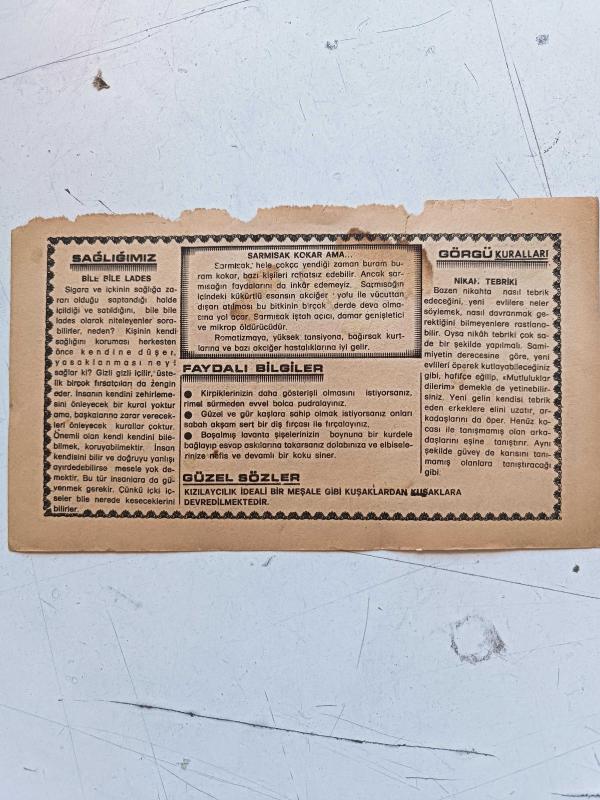 SAĞLIĞIMIZ
BİLE BİLE LADES
Sigara ve içkinin sağlığa za-
rarı olduğu saptandığı halde
içildiği ve satıldığını, bile bile
lades olarak niteleyenler sora-
bilirler, neden? Kişinin kendi
sağlığını koruması herkesten
önce kendine düşer,
yasaklanması neyi
sağlar ki? Gizli gizli içilir, üste-
lik birçok fırsatçıları da zengin
eder. İnsanın kendini zehirleme-
sini önleyecek bir kural yoktur
ama, başkalarına zarar verecek-
leri önleyecek kurallar çoktur.
Önemli olan kendi kendini bile-
bilmek, koruyabilmektir. İnsan
kendisini bilir ve doğruyu yanlışı
ayırdedebilirse mesele yok de-
mektir. Bu tür insanlara da gü-
venmek gerekir. Çünkü içki iç-
seler bile nerede keseceklerini
bilirler.
SARMISAK KOKAR AMA...
Sarmısak, hele çokça yendiği zaman buram bu-
ram kokar, bazı kişileri rahatsız edebilir. Ancak sar-
mısağın faydalarını da inkâr edemeyiz. Sarmısağın
içindeki kükürtlü esansın akciğer yolu ile vücuttan
dışarı atılması bu bitkinin birçok derde deva olma-
sına yol açar. Sarmısak iştah açıcı, damar genişletici
ve mikrop öldürücüdür.
Romatizmaya, yüksek tansiyona, bağırsak kurt-
larına ve bazı akciğer hastalıklarına iyi gelir.
FAYDALI BİLGİLER
● Kirpiklerinizin daha gösterişli olmasını istiyorsanız,
rimel sürmeden evvel bolca pudralayınız.
● Güzel ve gür kaşlara sahip olmak istiyorsanız onları
sabah akşam sert bir diş fırçası ile fırçalayınız.
● Boşalmış lavanta şişelerinizin boynuna bir kurdele
bağlayıp esvap askılarına takarsanız dolabınıza ve elbisele-
rinize nefis ve devamlı bir koku siner.
GÜZEL SÖZLER
KIZILAYCILIK İDEALİ BİR MEŞALE GİBİ KUŞAKLARDAN KUŞAKLARA
DEVREDİLMEKTEDİR.
GÖRGÜ KURALLARI
NİKAH TEBRİKİ
Bazen nikahta nasıl tebrik
edeceğini, yeni evlilere neler
söylemek, nasıl davranmak ge-
rektiğini bilmeyenlere rastlana-
bilir. Oysa nikâh tebriki çok sa-
de bir şekilde yapılmalı. Sami-
miyetin derecesine göre, yeni
evlileri öperek kutlayabileceğiniz
gibi, hafifçe eğilip, «Mutluluklar
dilerim» demekle de yetinebilir-
siniz. Yeni gelin kendisi tebrik
eden erkeklere elini uzatır, ar-
kadaşlarını da öper. Henüz ko-
cası ile tanışmamış olan arka-
daşlarını eşine tanıştırır. Aynı
şekilde güvey de karısını tanı-
mamış olanlara tanıştıracağı
gibi.